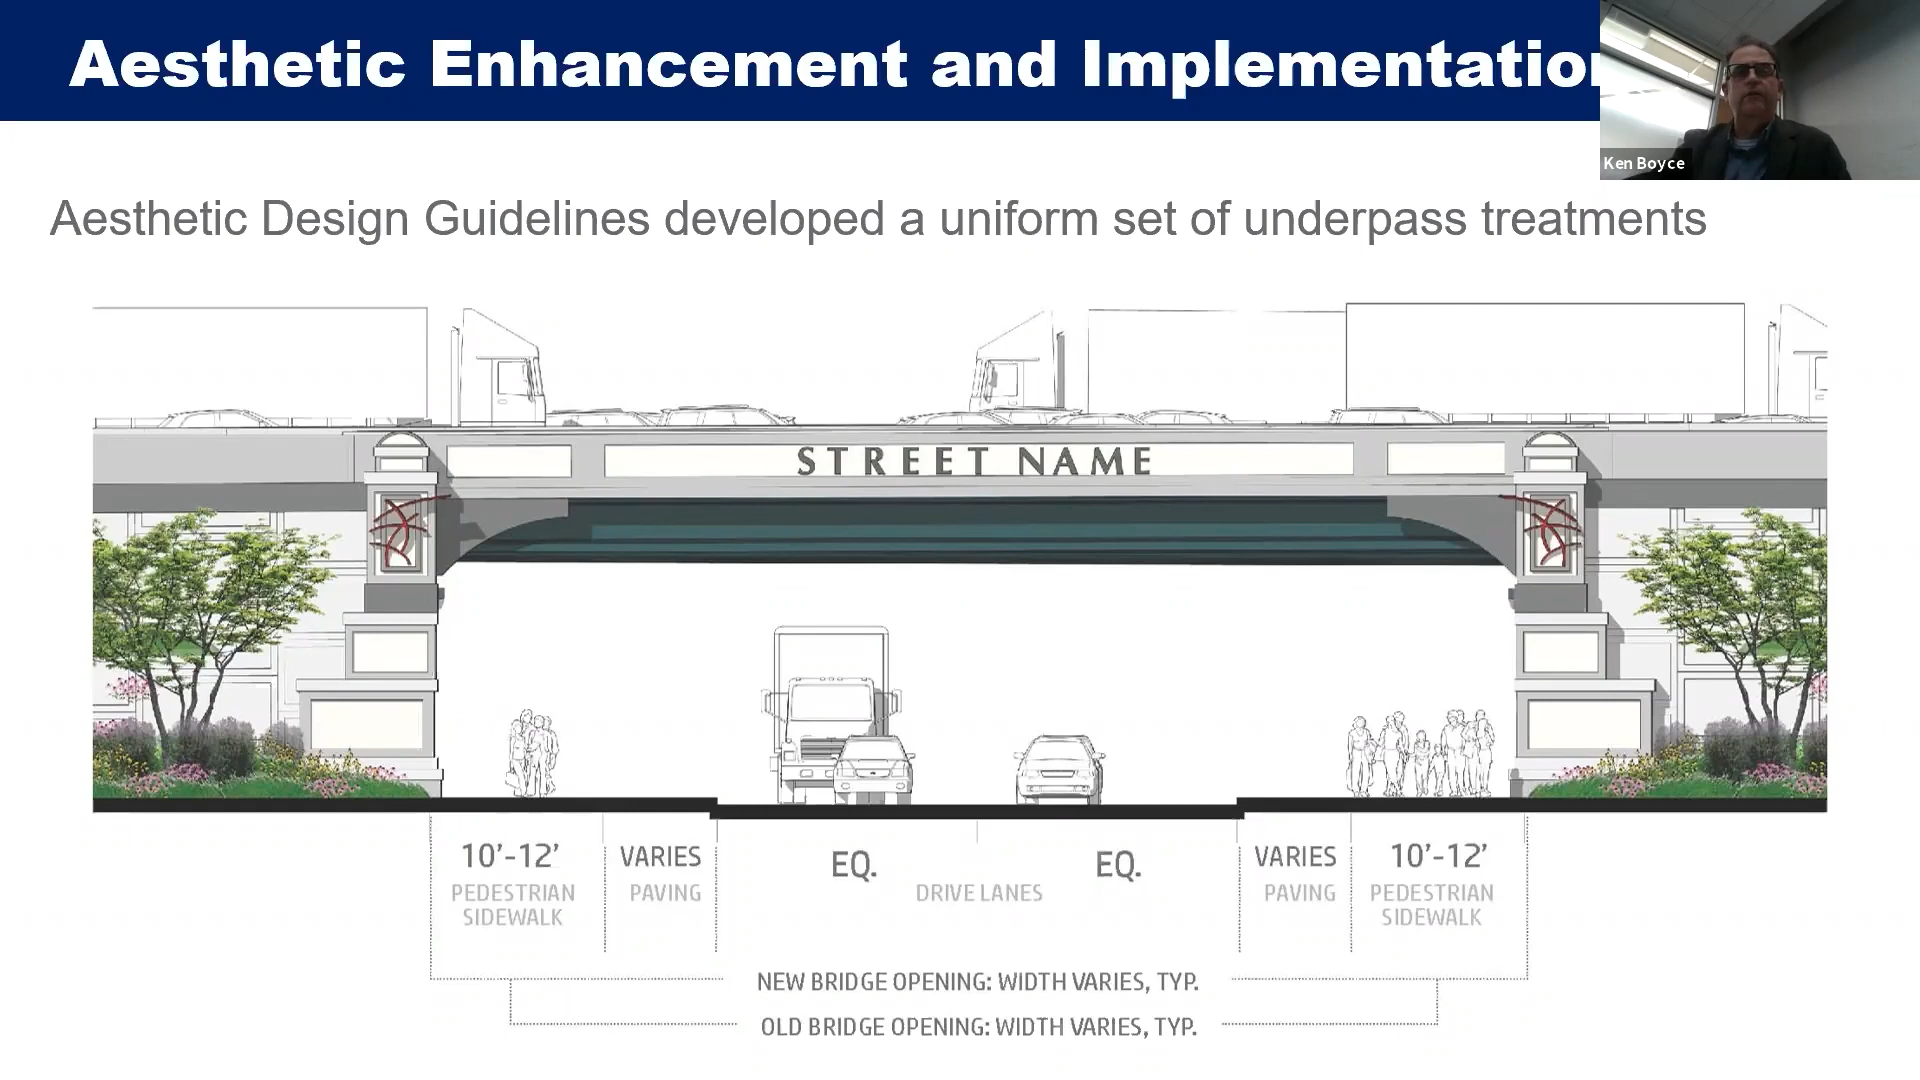 Aesthetic Enhancement and Implementation
Ken Boyce
Aesthetic Design Guidelines developed a uniform set of underpass treatments
STREET NAME
10'-12'
PEDESTRIAN
SIDEWALK
VARIES
PAVING
EQ.
DRIVE LANES
EQ.
VARIES
PAVING
10'-12'
PEDESTRIAN
SIDEWALK
NEW BRIDGE OPENING: WIDTH VARIES, TYP.
OLD BRIDGE OPENING: WIDTH VARIES, TYP.